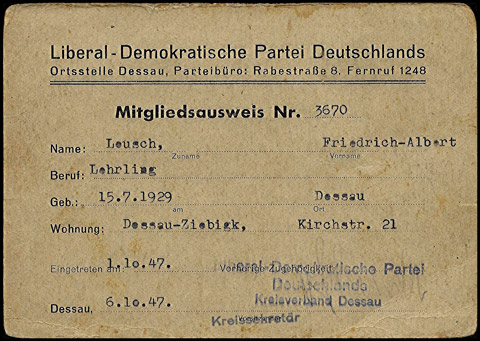 Liberal-Demokratische Partei Deutschlands
Ortsstelle Dessau, Parteibüro: Rabestraße 8, Fernruf 1248
Mitgliedsausweis Nr. 3670
Name: Leusch, Friedrich-Albert
Zuname Vorname
Beruf: Lehrling
Geb.: 15.7.1929 Dessau
am Ort
Wohnung: Dessau-Ziebigk, Kirchstr. 21
Eingetreten am: 1.10.47. Vorherige Zugehörigkeit:
Liberal-Demokratische Partei
Deutschlands
Kreisverband Dessau
Dessau, 6.10.47.
Kreissekretär